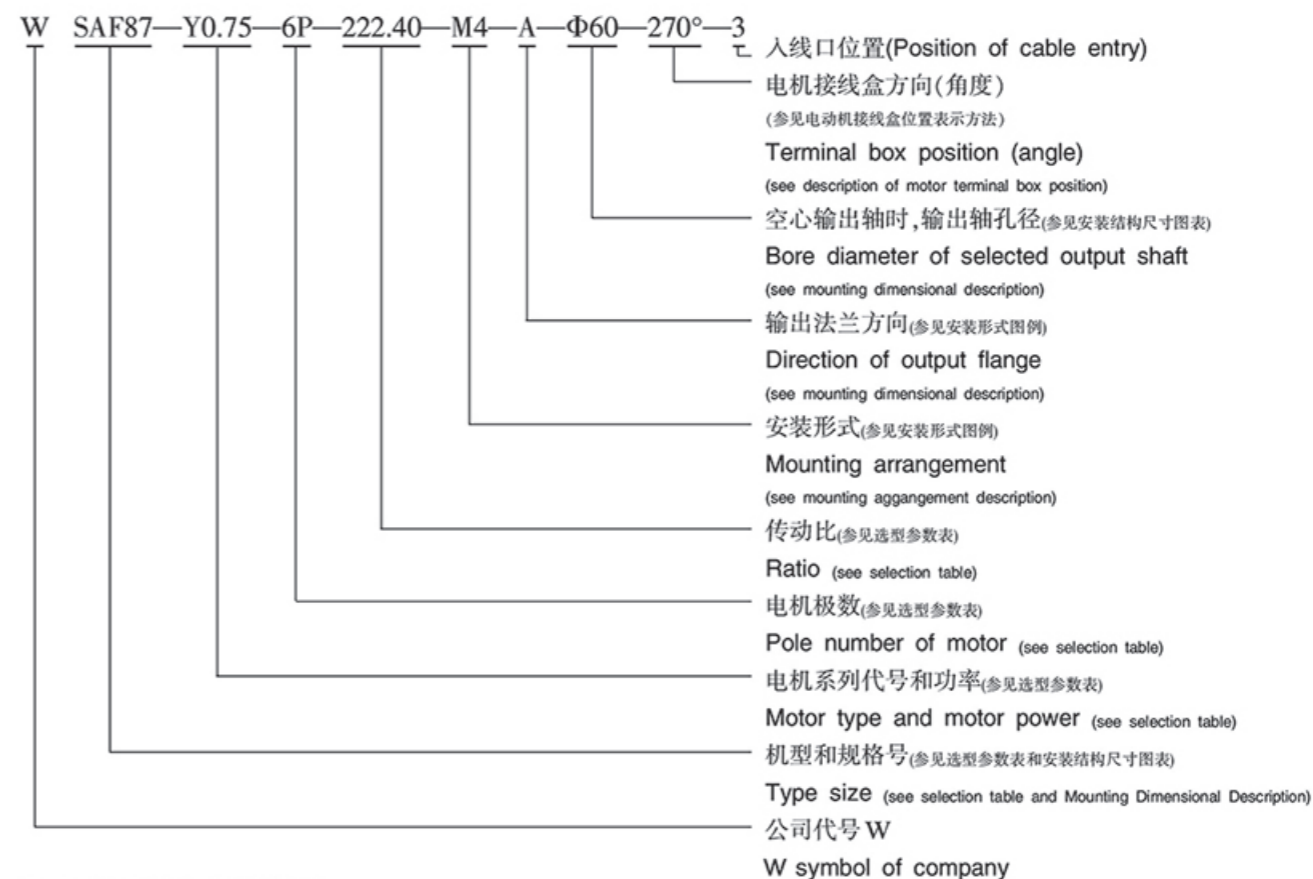 W SAF87—Y0.75—6P—222.40—M4—A—Φ60—270°—3
入线口位置(Position of cable entry)
电机接线盒方向(角度)
(参见电动机接线盒位置表示方法)
Terminal box position (angle)
(see description of motor terminal box position)
空心输出轴时,输出轴孔径(参见安装结构尺寸图表)
Bore diameter of selected output shaft
(see mounting dimensional description)
输出法兰方向(参见安装形式图例)
Direction of output flange
(see mounting dimensional description)
安装形式(参见安装形式图例)
Mounting arrangement
(see mounting aggangement description)
传动比(参见选型参数表)
Ratio (see selection table)
电机极数(参见选型参数表)
Pole number of motor (see selection table)
电机系列代号和功率(参见选型参数表)
Motor type and motor power (see selection table)
机型和规格号(参见选型参数表和安装结构尺寸图表)
Type size (see selection table and Mounting Dimensional Description)
公司代号W
W symbol of company